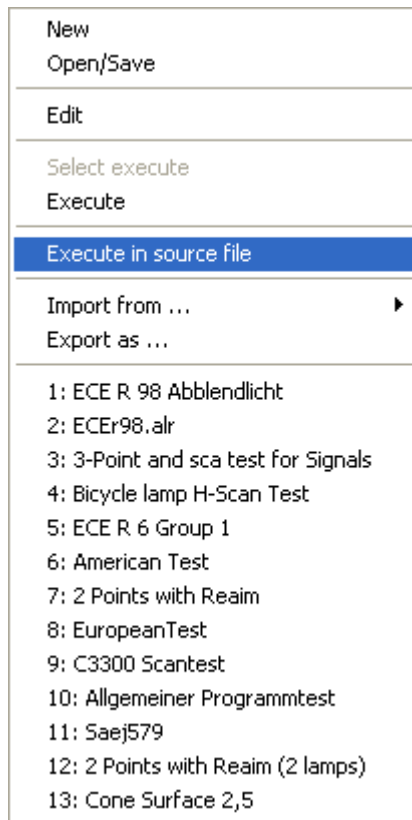 New
Open/Save
Edit
Select execute
Execute
Execute in source file
Import from ...
Export as ...
1: ECE R 98 Abblendlicht
2: ECEr98.alr
3: 3-Point and sca test for Signals
4: Bicycle lamp H-Scan Test
5: ECE R 6 Group 1
6: American Test
7: 2 Points with Reaim
8: EuropeanTest
9: C3300 Scantest
10: Allgemeiner Programmtest
11: Saej579
12: 2 Points with Reaim (2 lamps)
13: Cone Surface 2,5